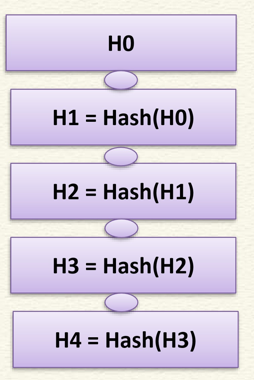 H0
H1 = Hash(H0)
H2 = Hash(H1)
H3 = Hash(H2)
H4 = Hash(H3)